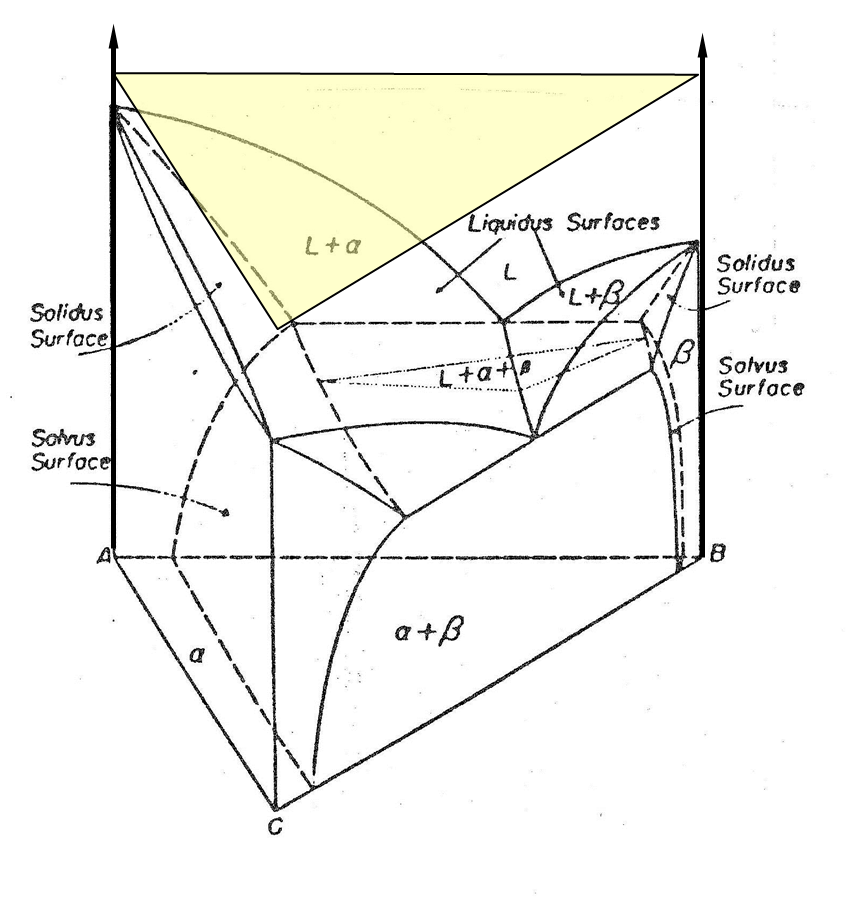 Liquidus Surfaces
L + α
L
Solidus
Surface
L+β
Solidus
Surface
β
L + α + β
Solvus
Surface
Solvus
Surface
A
B
α + β
α
C